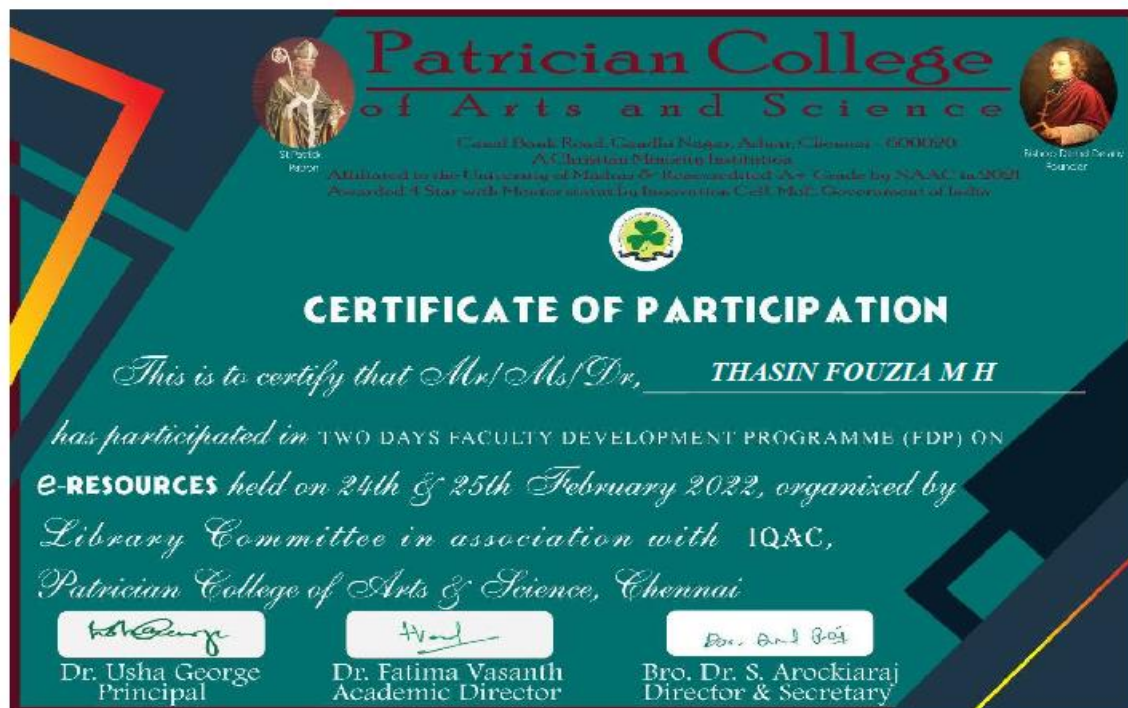 Patrician College
of Arts and Science
Canal Bank Road, Gandhi Nagar, Adyar, Chennai - 600020
A Christian Minority Institution
Affiliated to the University of Madras & Reaccredited 'A+' Grade by NAAC in 2021
Awarded 4 Star with Mentor status by Innovation Cell, MoE, Government of India
St.Patrick
Patron
Bishop Daniel Delany
Founder
CERTIFICATE OF PARTICIPATION
This is to certify that Mr/Ms/Dr, THASIN FOUZIA M H
has participated in TWO DAYS FACULTY DEVELOPMENT PROGRAMME (FDP) ON
e-RESOURCES held on 24th & 25th February 2022, organized by
Library Committee in association with IQAC,
Patrician College of Arts & Science, Chennai
Dr. Usha George
Principal
Dr. Fatima Vasanth
Academic Director
Bro. Dr. S. Arockiaraj
Director & Secretary